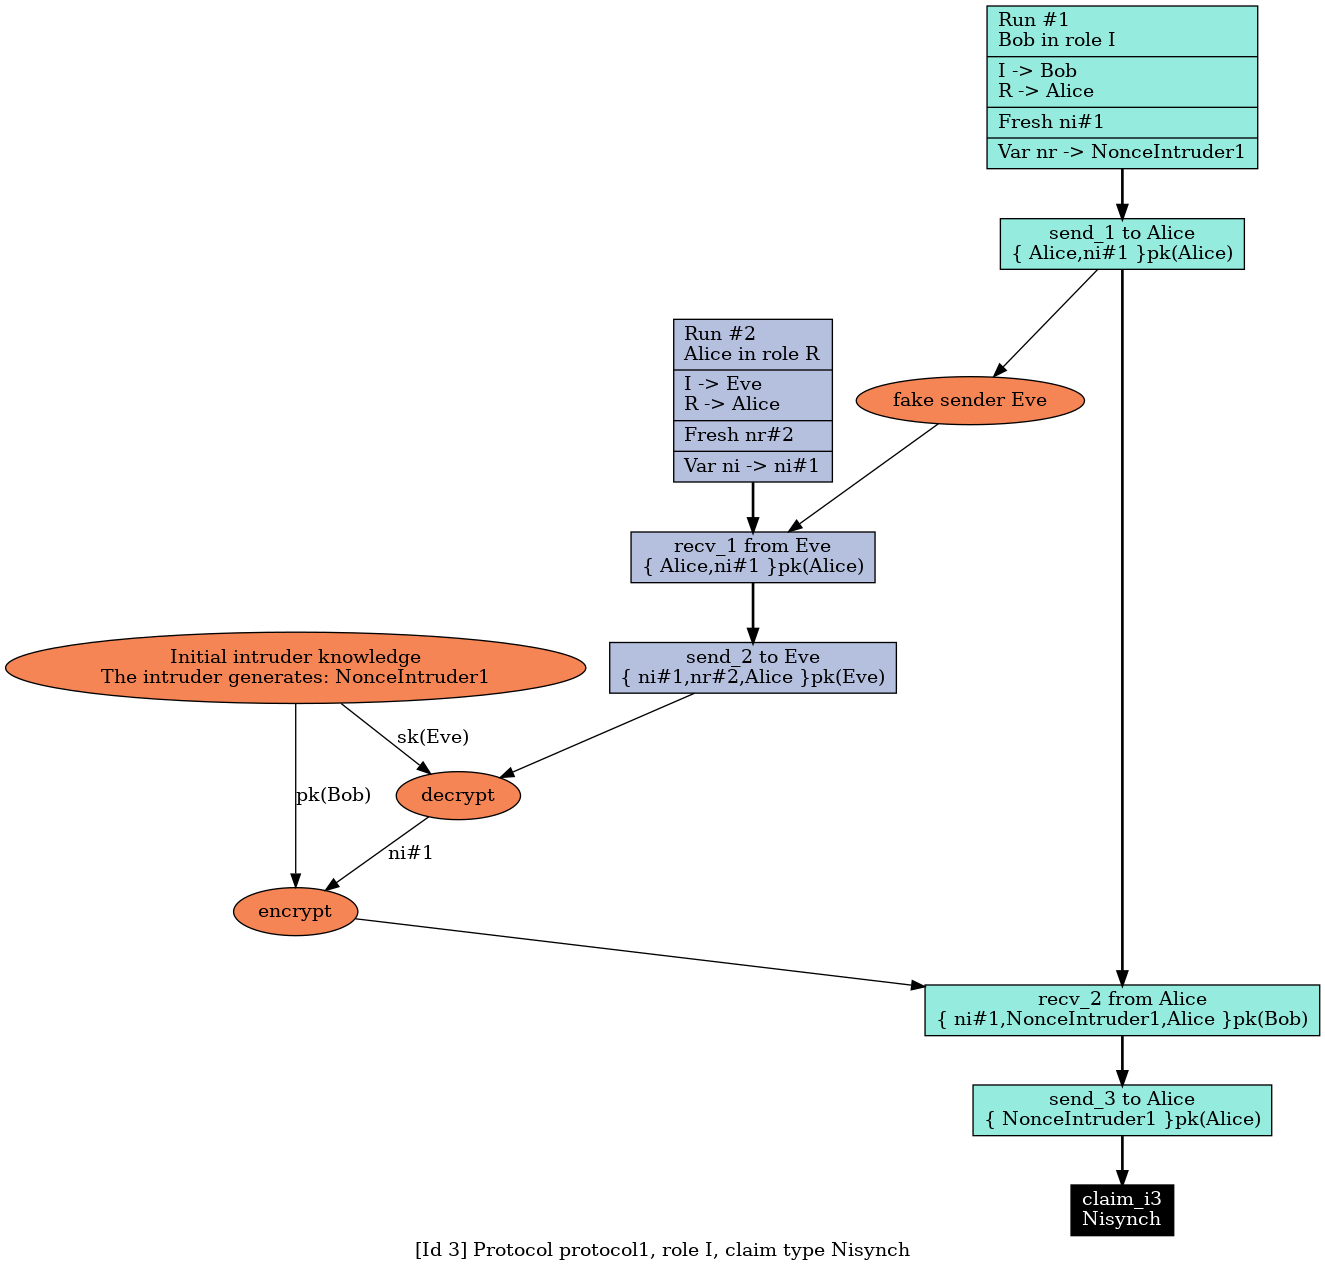 Run #1
Bob in role I
I -> Bob
R -> Alice
Fresh ni#1
Var nr -> NonceIntruder1
send_1 to Alice
{ Alice,ni#1 }pk(Alice)
Run #2
Alice in role R
I -> Eve
R -> Alice
Fresh nr#2
Var ni -> ni#1
fake sender Eve
recv_1 from Eve
{ Alice,ni#1 }pk(Alice)
send_2 to Eve
{ ni#1,nr#2,Alice }pk(Eve)
Initial intruder knowledge
The intruder generates: NonceIntruder1
sk(Eve)
pk(Bob)
decrypt
ni#1
encrypt
recv_2 from Alice
{ ni#1,NonceIntruder1,Alice }pk(Bob)
send_3 to Alice
{ NonceIntruder1 }pk(Alice)
claim_i3
Nisynch
[Id 3] Protocol protocol1, role I, claim type Nisynch